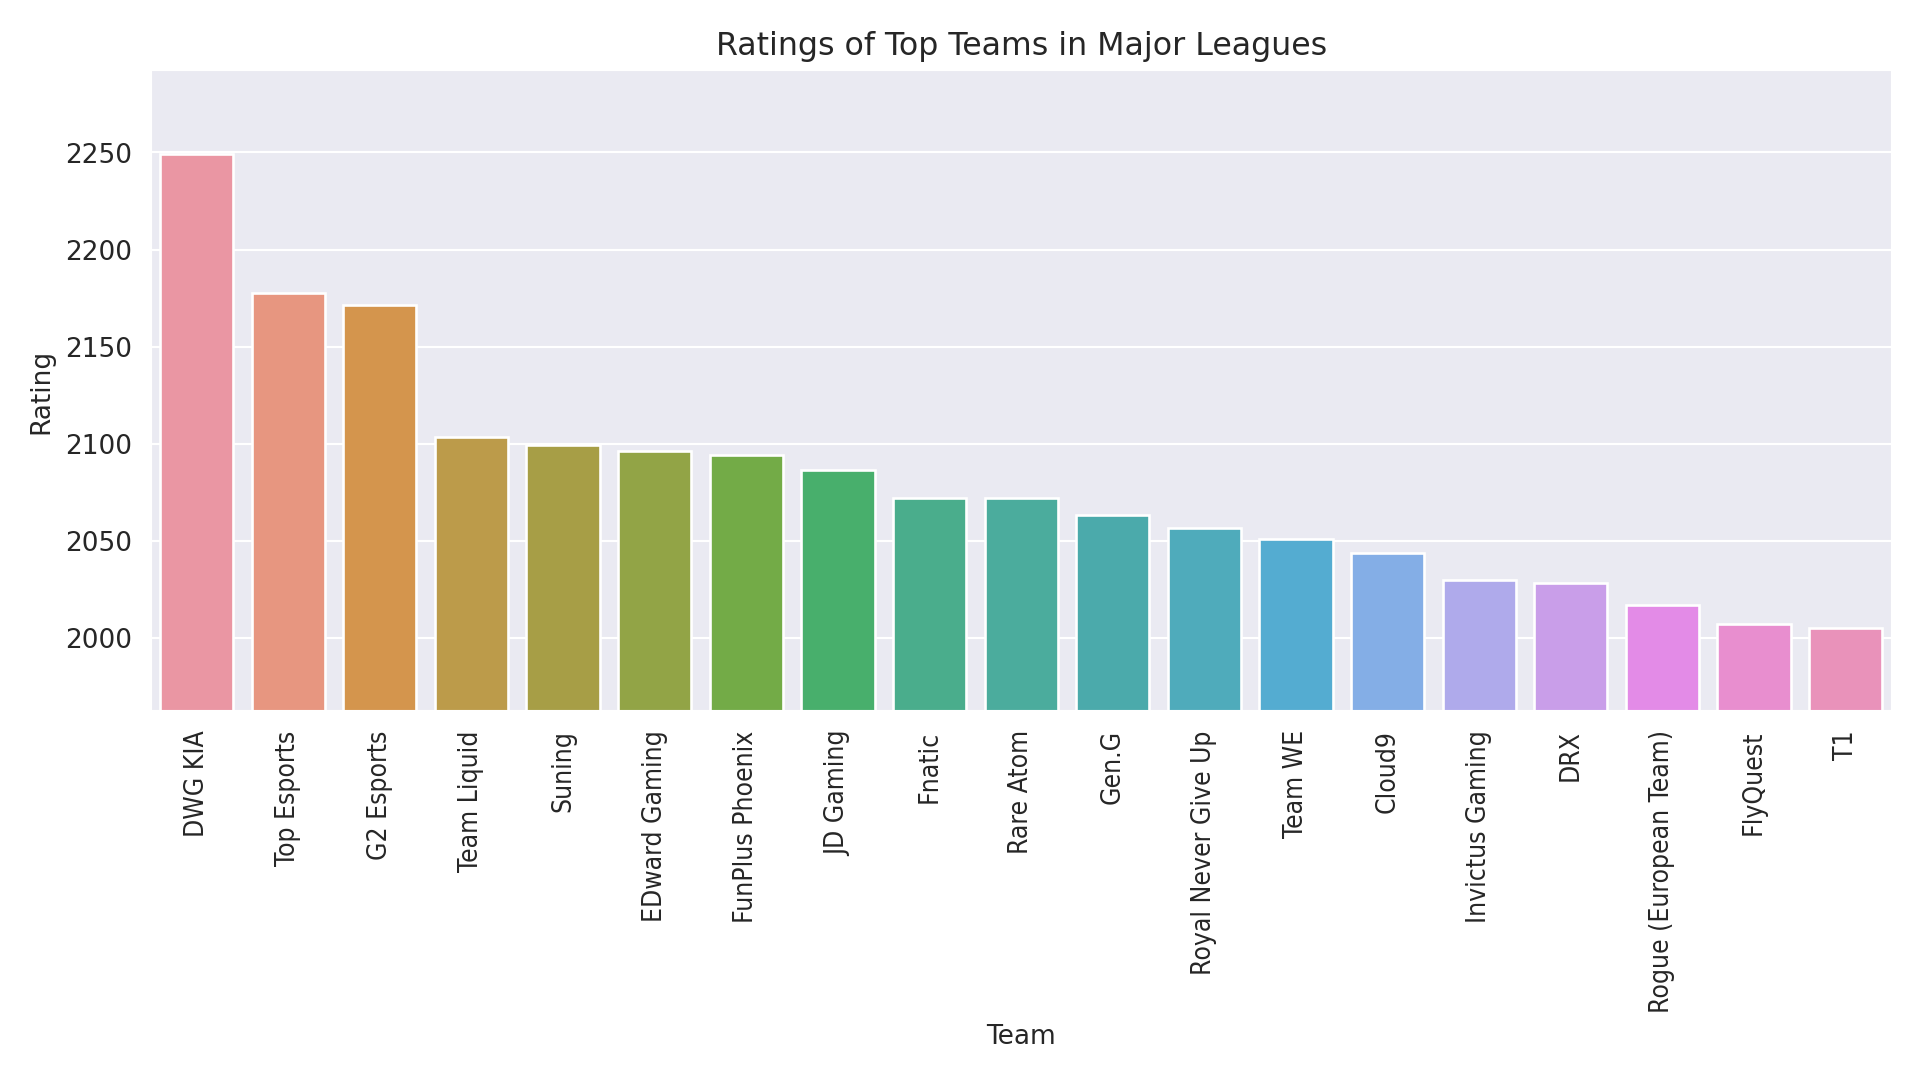 Ratings of Top Teams in Major Leagues
Rating
2250
2200
2150
2100
2050
2000
DWG KIA
Top Esports
G2 Esports
Team Liquid
Suning
EDward Gaming
FunPlus Phoenix
JD Gaming
Fnatic
Rare Atom
Gen.G
Royal Never Give Up
Team WE
Cloud9
Invictus Gaming
DRX
Rogue (European Team)
FlyQuest
T1
Team